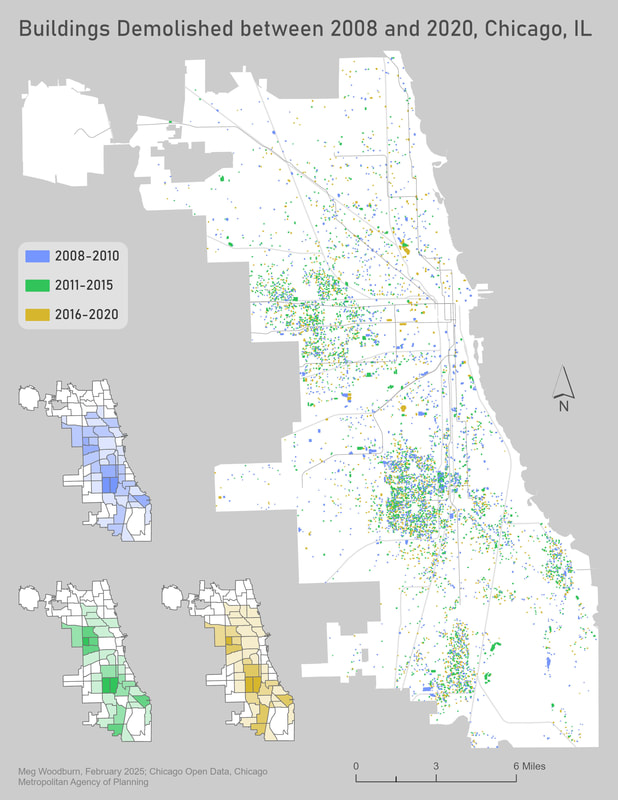 Buildings Demolished between 2008 and 2020, Chicago, IL
2008-2010
2011-2015
2016-2020
N
0 3 6 Miles
Meg Woodburn, February 2025; Chicago Open Data, Chicago
Metropolitan Agency of Planning